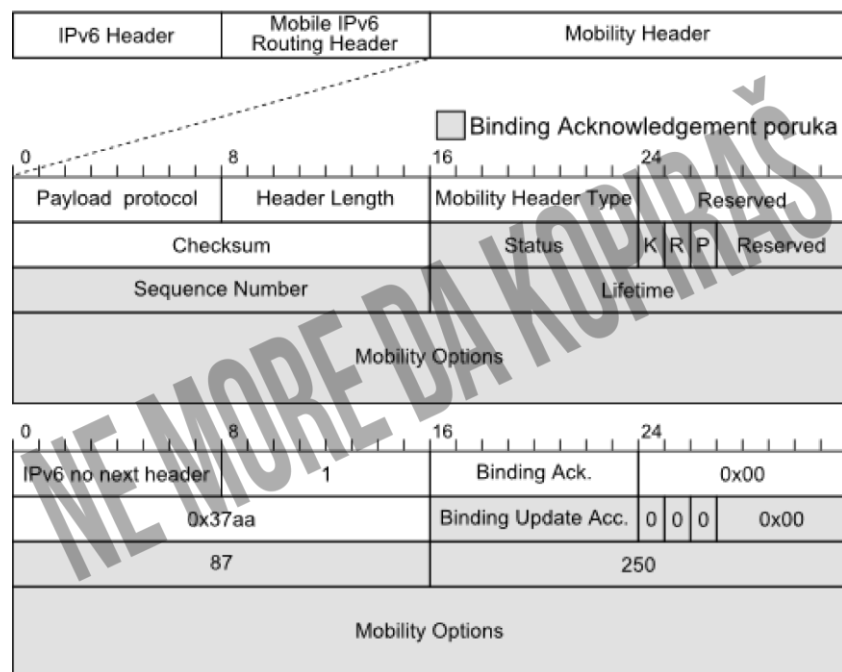 IPv6 Header Mobile IPv6 Routing Header Mobility Header
Binding Acknowledgement poruka
0 8 16 24
Payload protocol Header Length Mobility Header Type Reserved
Checksum Status K R P Reserved
Sequence Number Lifetime
Mobility Options
0 8 16 24
IPv6 no next header 1 Binding Ack. 0x00
0x37aa Binding Update Acc. 0 0 0 0x00
87 250
Mobility Options
NE MORE DA KOPIRAŠ